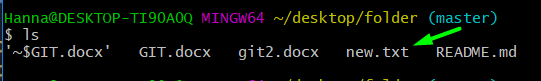 Hanna@DESKTOP-TI90A0Q MINGW64 ~/desktop/folder (master)
$ ls
'~$GIT.docx'   GIT.docx   git2.docx   new.txt   README.md